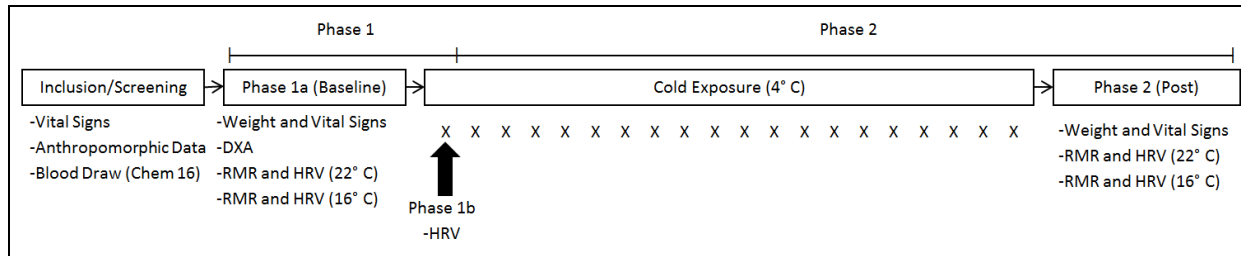 Phase 1
Phase 2
Inclusion/Screening
Phase 1a (Baseline)
Cold Exposure (4° C)
Phase 2 (Post)
-Vital Signs
-Anthropomorphic Data
-Blood Draw (Chem 16)
-Weight and Vital Signs
-DXA
-RMR and HRV (22° C)
-RMR and HRV (16° C)
X X X X X X X X X X X X X X X X X X X X
Phase 1b
-HRV
-Weight and Vital Signs
-RMR and HRV (22° C)
-RMR and HRV (16° C)